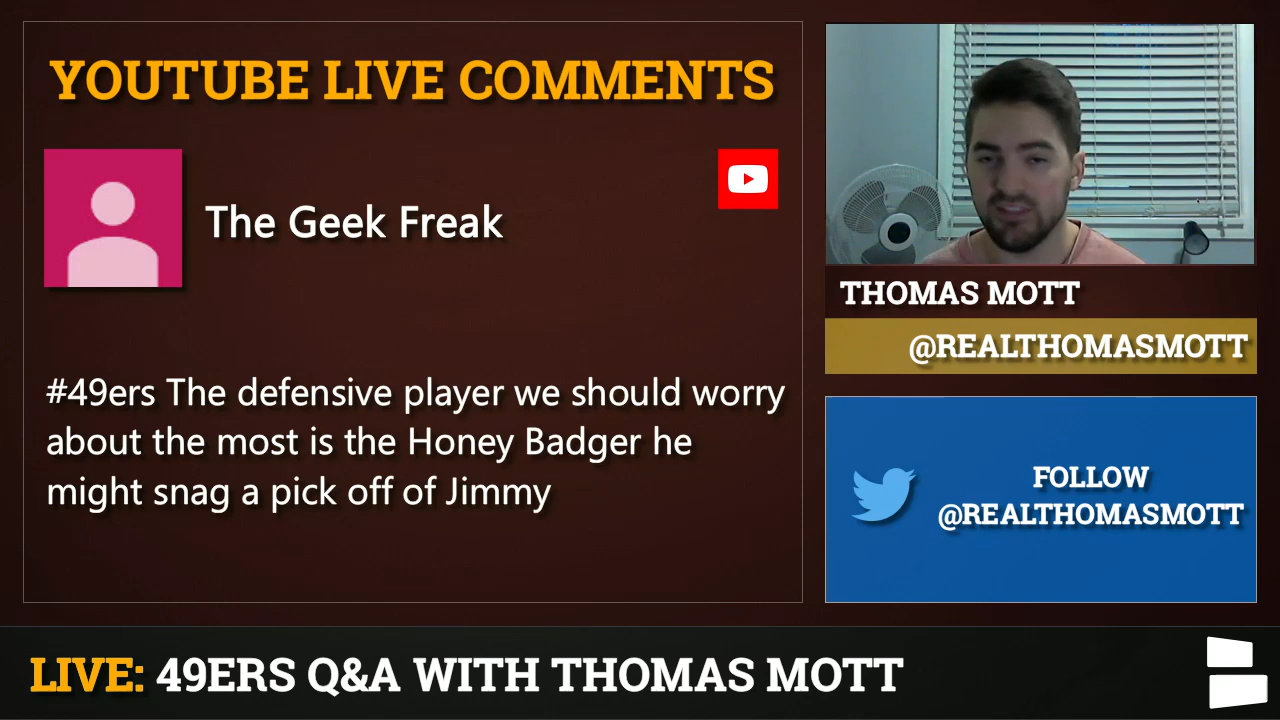 YOUTUBE LIVE COMMENTS
The Geek Freak
#49ers The defensive player we should worry
about the most is the Honey Badger he
might snag a pick off of Jimmy
THOMAS MOTT
@REALTHOMASMOTT
FOLLOW
@REALTHOMASMOTT
LIVE: 49ERS Q&A WITH THOMAS MOTT